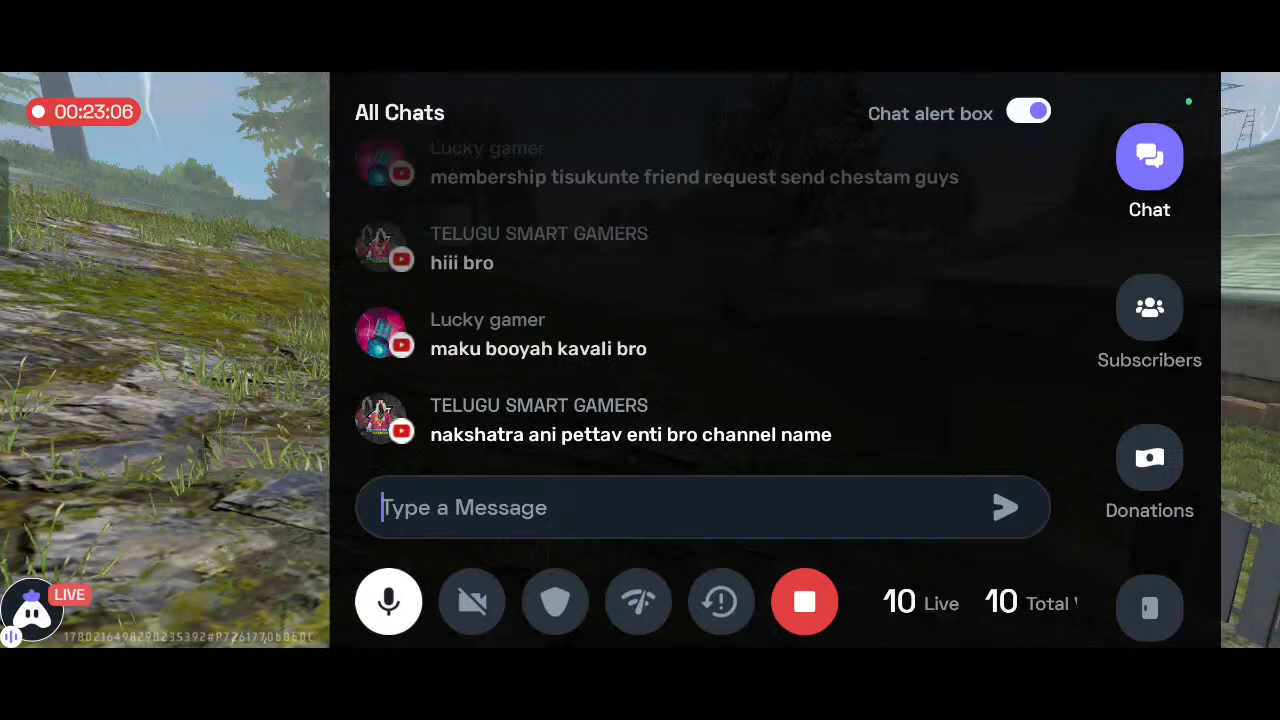 00:23:06
All Chats
Chat alert box
Lucky gamer
membership tisukunte friend request send chestam guys
TELUGU SMART GAMERS
hiii bro
Chat
Lucky gamer
maku booyah kavali bro
Subscribers
TELUGU SMART GAMERS
nakshatra ani pettav enti bro channel name
Type a Message
Donations
LIVE
10 Live
10 Total